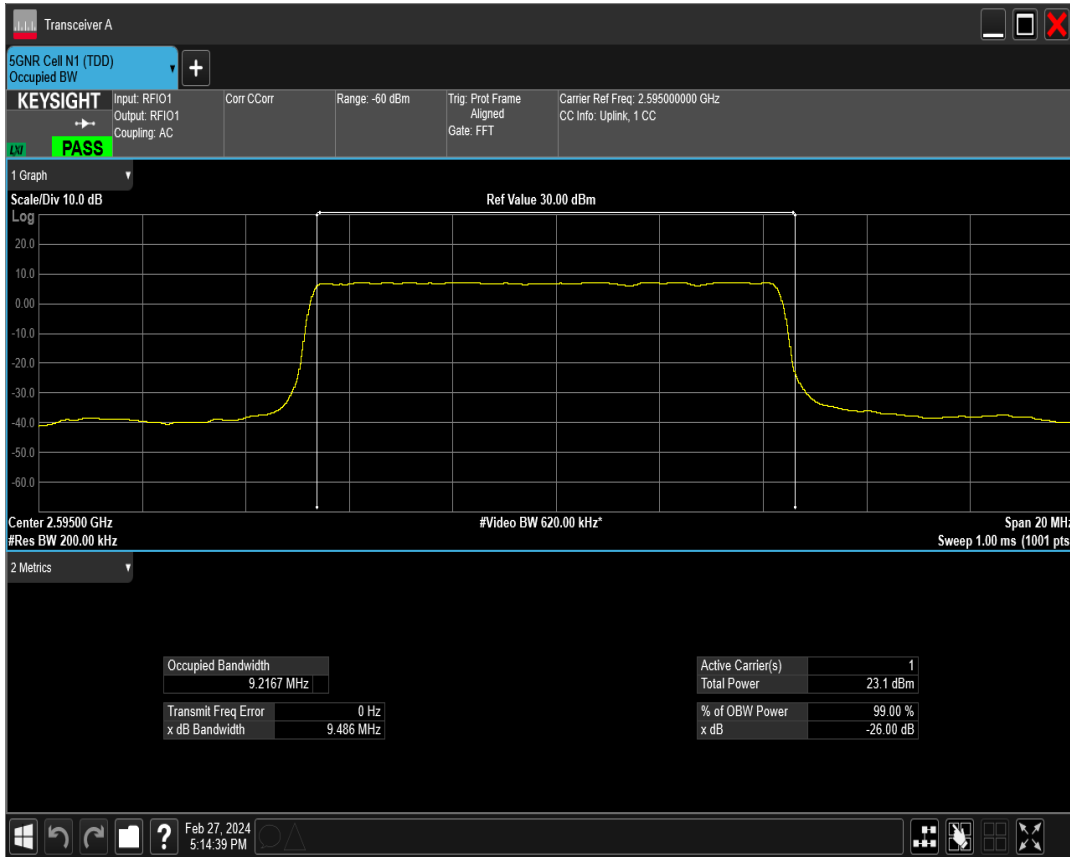 Transceiver A
5GNR Cell N1 (TDD)
Occupied BW
KEYSIGHT
LXI
PASS
Input: RFIO1
Output: RFIO1
Coupling: AC
Corr CCorr
Range: -60 dBm
Trig: Prot Frame
Aligned
Gate: FFT
Carrier Ref Freq: 2.595000000 GHz
CC Info: Uplink, 1 CC
1 Graph
Scale/Div 10.0 dB
Ref Value 30.00 dBm
Log
20.0
10.0
0.00
-10.0
-20.0
-30.0
-40.0
-50.0
-60.0
Center 2.59500 GHz
#Video BW 620.00 kHz*
Span 20 MHz
#Res BW 200.00 kHz
Sweep 1.00 ms (1001 pts
2 Metrics
Occupied Bandwidth
9.2167 MHz
Transmit Freq Error 0 Hz
x dB Bandwidth 9.486 MHz
Active Carrier(s) 1
Total Power 23.1 dBm
% of OBW Power 99.00 %
x dB -26.00 dB
?
Feb 27, 2024
5:14:39 PM